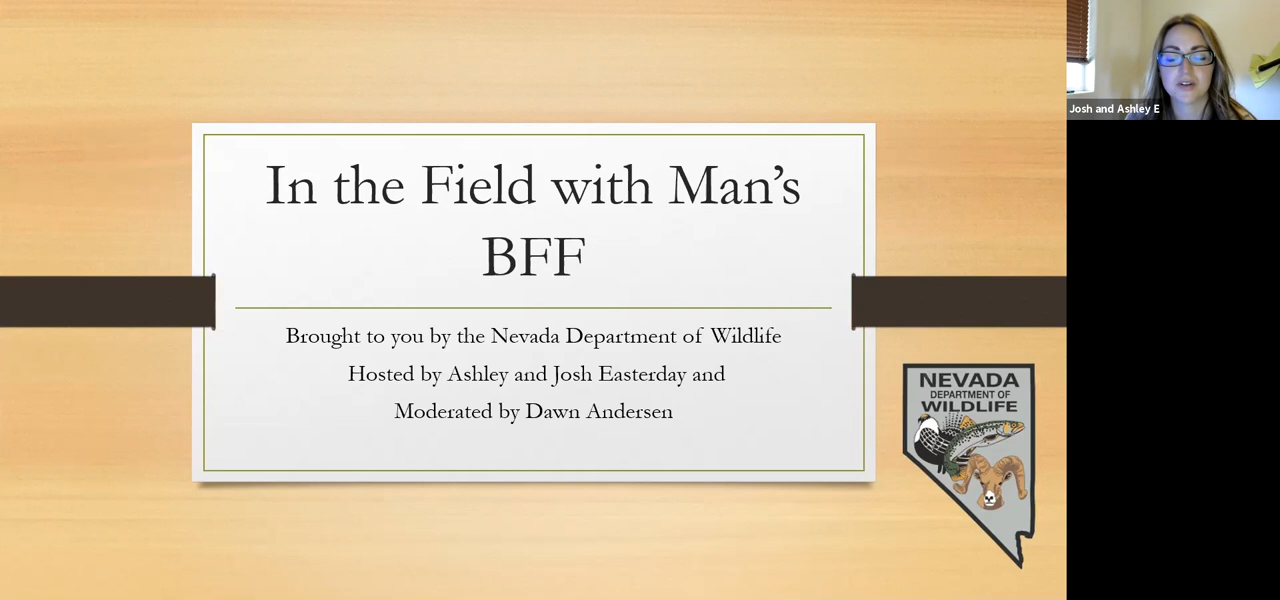 In the Field with Man’s
BFF
Brought to you by the Nevada Department of Wildlife
Hosted by Ashley and Josh Easterday and
Moderated by Dawn Andersen
NEVADA
DEPARTMENT OF
WILDLIFE
Josh and Ashley E